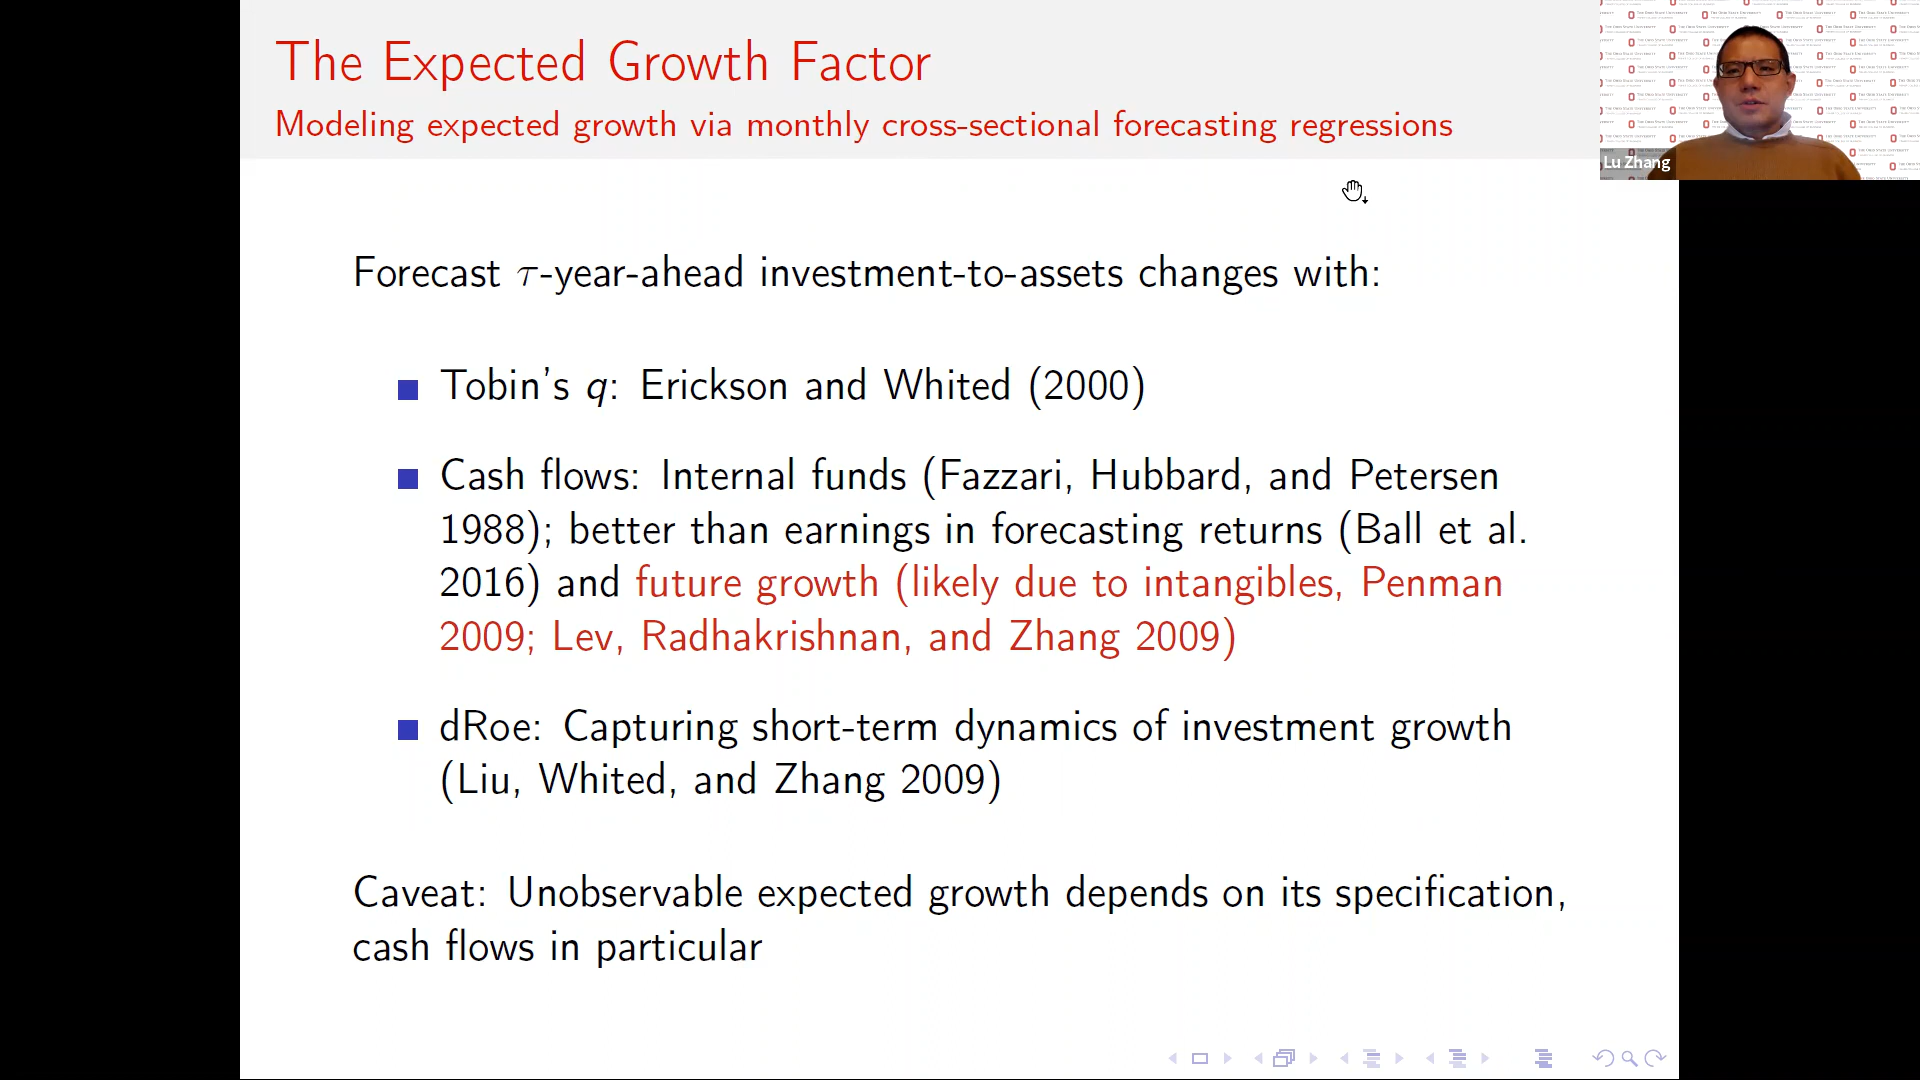 The Expected Growth Factor
Modeling expected growth via monthly cross-sectional forecasting regressions
Lu Zhang
Forecast τ-year-ahead investment-to-assets changes with:
Tobin's q: Erickson and Whited (2000)
Cash flows: Internal funds (Fazzari, Hubbard, and Petersen
1988); better than earnings in forecasting returns (Ball et al.
2016) and future growth (likely due to intangibles, Penman
2009; Lev, Radhakrishnan, and Zhang 2009)
dRoe: Capturing short-term dynamics of investment growth
(Liu, Whited, and Zhang 2009)
Caveat: Unobservable expected growth depends on its specification,
cash flows in particular